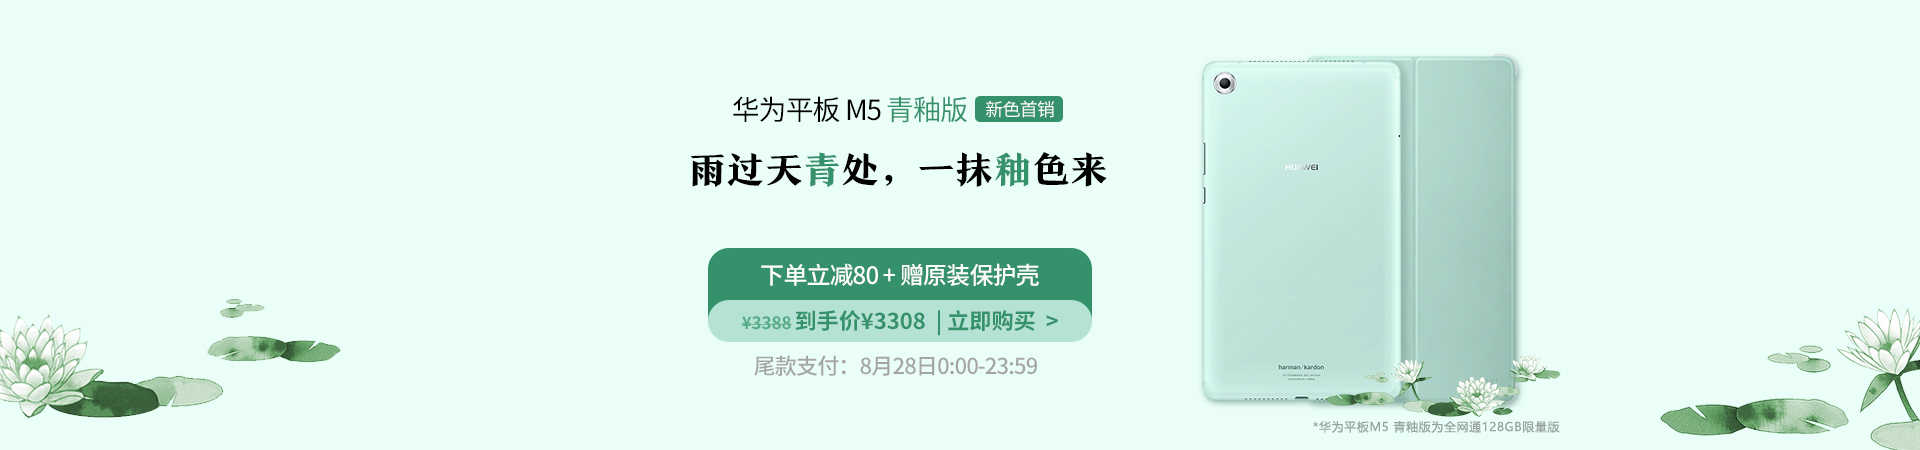 华为平板 M5 青釉版 新色首销
雨过天青处，一抹釉色来
下单立减80 + 赠原装保护壳
¥3388 到手价¥3308 | 立即购买 >
尾款支付：8月28日0:00-23:59
HUAWEI
harman/kardon
*华为平板M5 青釉版为全网通128GB限量版